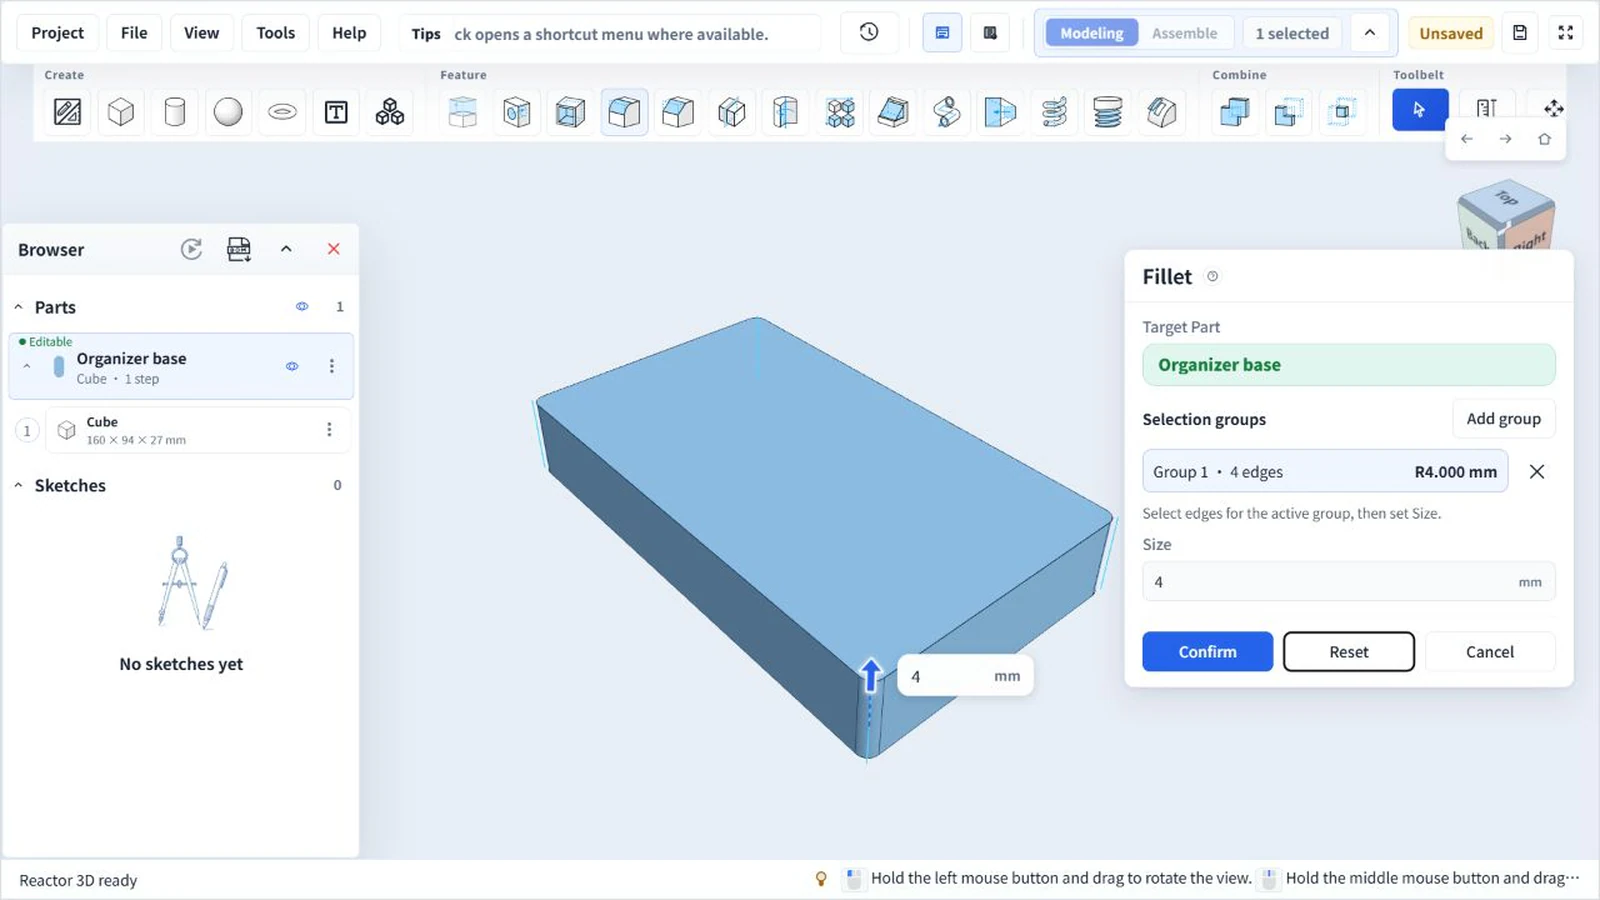 Project File View Tools Help Tips ck opens a shortcut menu where available. Modeling Assemble 1 selected Unsaved
Create Feature Combine Toolbelt
T
Top
Back Right
Browser
Parts 1
Editable
Organizer base
Cube • 1 step
1 Cube
160 × 94 × 27 mm
Sketches 0
No sketches yet
4 mm
Fillet
Target Part
Organizer base
Selection groups Add group
Group 1 • 4 edges R4.000 mm
Select edges for the active group, then set Size.
Size
4 mm
Confirm Reset Cancel
Reactor 3D ready Hold the left mouse button and drag to rotate the view. Hold the middle mouse button and drag···